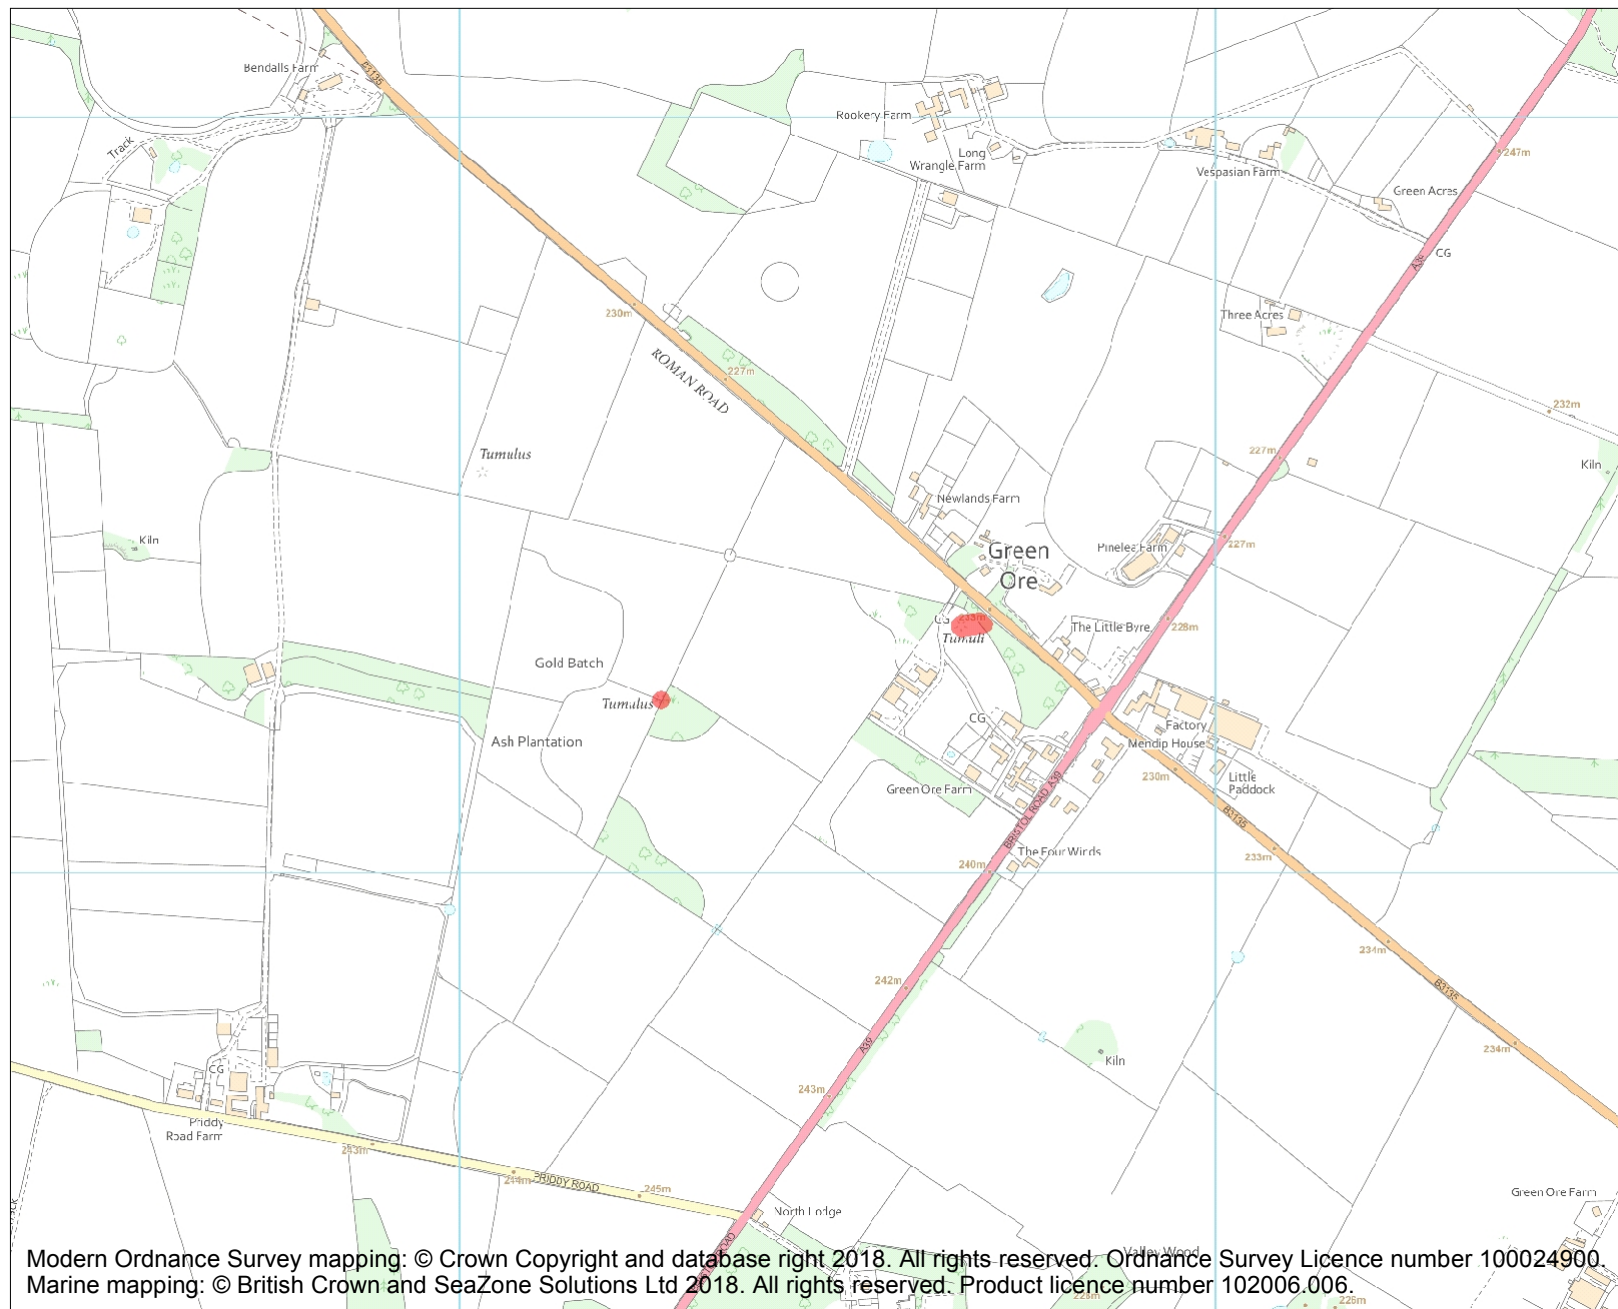 B3135
Bendalls Farm
Rookery Farm
Track
Long
Wrangle Farm
247m
Vespasian Farm
Green Acres
CG
A39
230m
Three Acres
227m
ROMAN ROAD
232m
Tumulus
227m
Kiln
Newlands Farm
Kiln
Green
Ore
Pinelea Farm
227m
CG
233m
The Little Byre
228m
Tumuli
Gold Batch
Tumulus
CG
Factory
Ash Plantation
Mendip House
230m
Little
Paddock
Green Ore Farm
BRISTOL ROAD A39
B3135
The Four Winds
233m
240m
234m
242m
B3135
A39
Kiln
234m
CG
243m
Priddy
Road Farm
243m
244m
PRIDDY ROAD
245m
Green Ore Farm
North Lodge
Valley Wood
Modern Ordnance Survey mapping: © Crown Copyright and database right 2018. All rights reserved. Ordnance Survey Licence number 100024900.
Marine mapping: © British Crown and SeaZone Solutions Ltd 2018. All rights reserved. Product licence number 102006.006.
226m